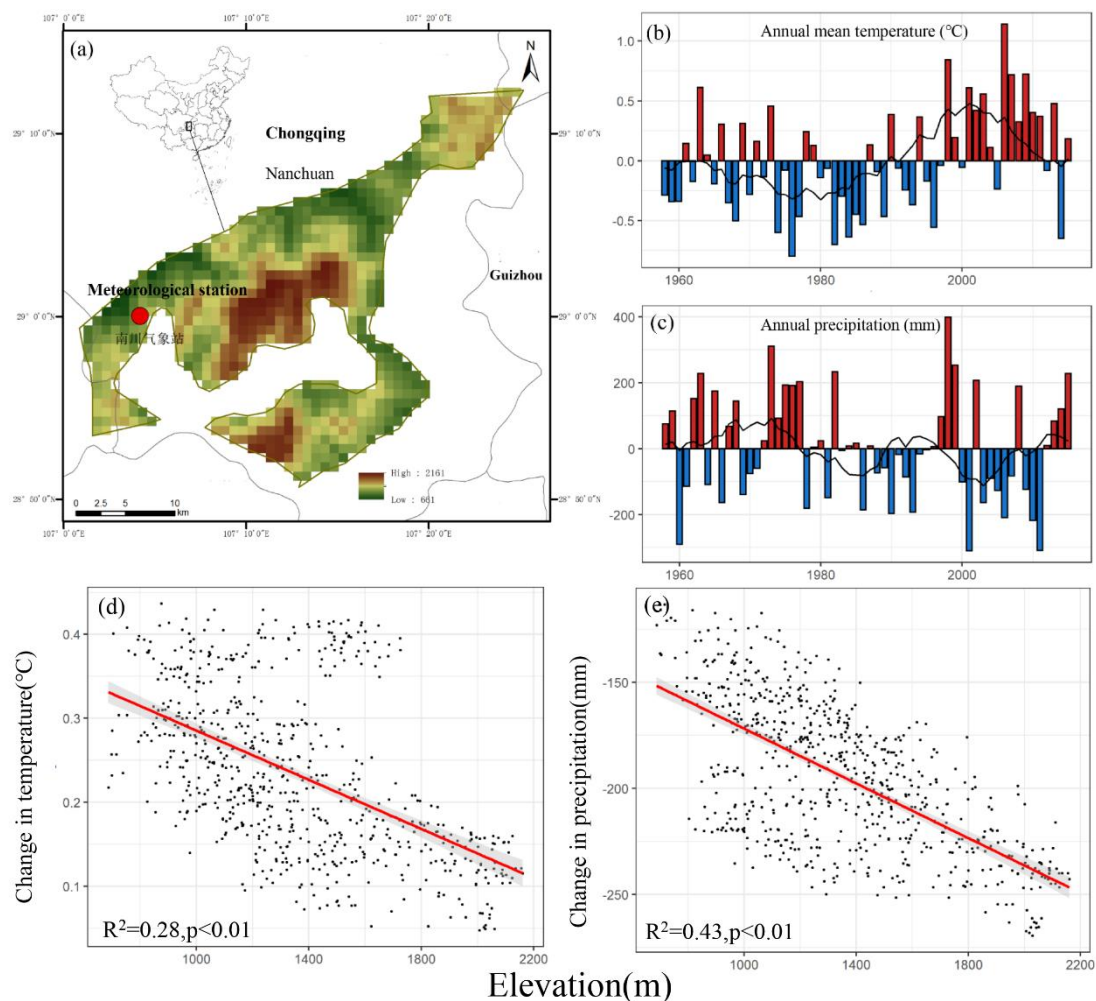 107° 0′0″E
107° 10′0″E
107° 20′0″E
(a)
N
29° 10′0″N
29° 10′0″N
Chongqing
Nanchuan
Guizhou
Meteorological station
29° 0′0″N
29° 0′0″N
南川气象站
High : 2161
Low : 661
28° 50′0″N
28° 50′0″N
0 2.5 5 10
km
107° 0′0″E
107° 10′0″E
107° 20′0″E
(b)
Annual mean temperature (℃)
1.0
0.5
0.0
-0.5
1960
1980
2000
(c)
Annual precipitation (mm)
400
200
0
-200
1960
1980
2000
(d)
Change in temperature(℃)
0.4
0.3
0.2
0.1
R²=0.28,p<0.01
1000
1400
1800
2200
(e)
Change in precipitation(mm)
-150
-200
-250
R²=0.43,p<0.01
1000
1400
1800
2200
Elevation(m)